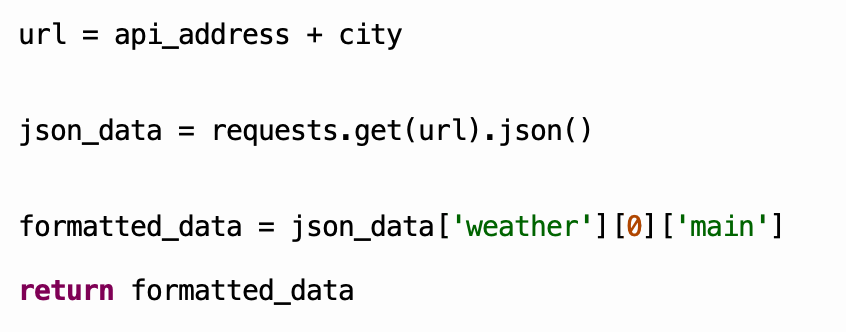 url = api_address + city
json_data = requests.get(url).json()
formatted_data = json_data['weather'][0]['main']
return formatted_data